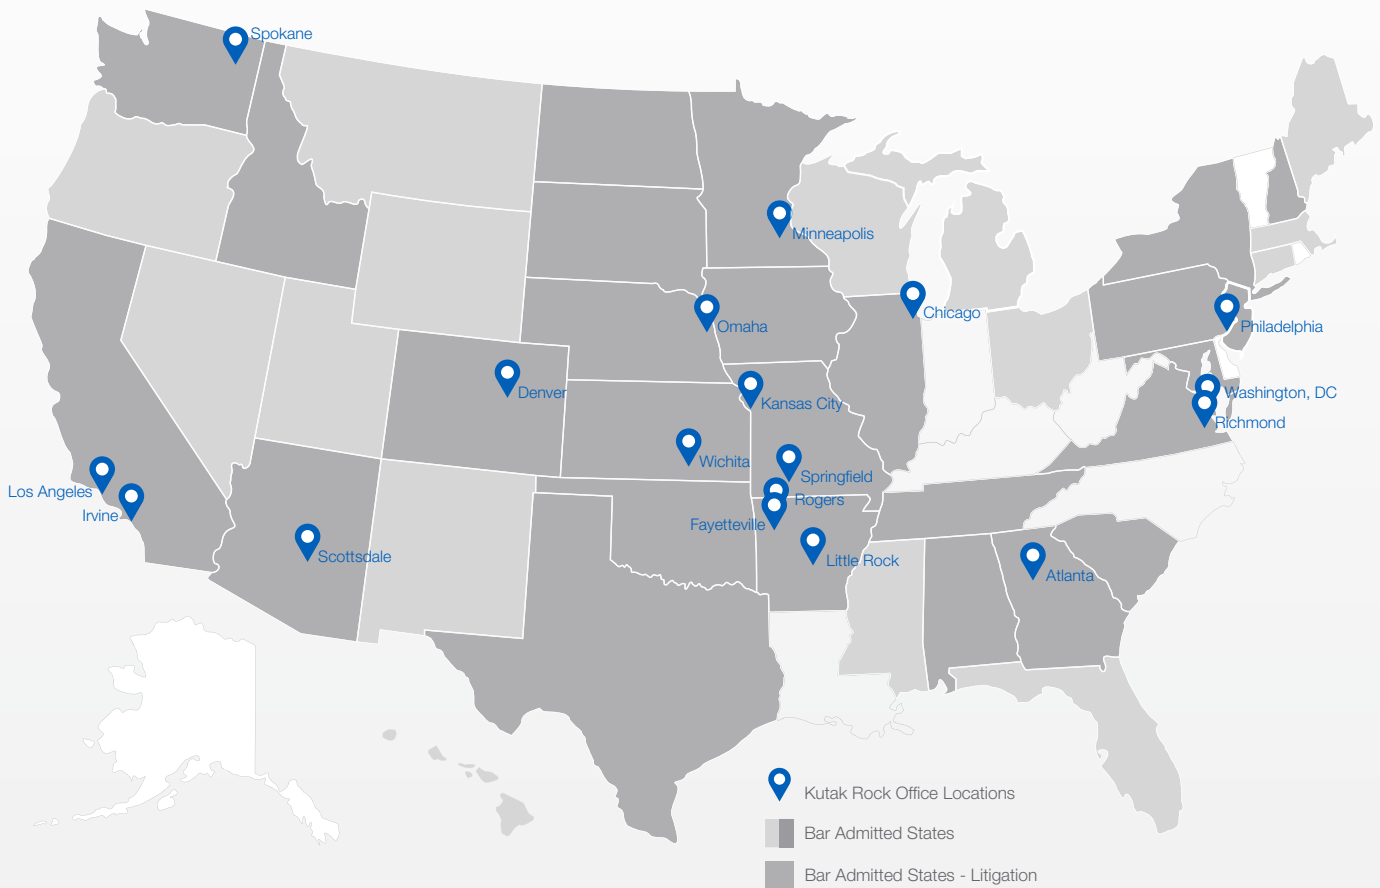 Spokane
Minneapolis
Chicago
Omaha
Philadelphia
Denver
Washington, DC
Kansas City
Richmond
Wichita
Springfield
Los Angeles
Rogers
Irvine
Fayetteville
Scottsdale
Little Rock
Atlanta
Kutak Rock Office Locations
Bar Admitted States
Bar Admitted States - Litigation